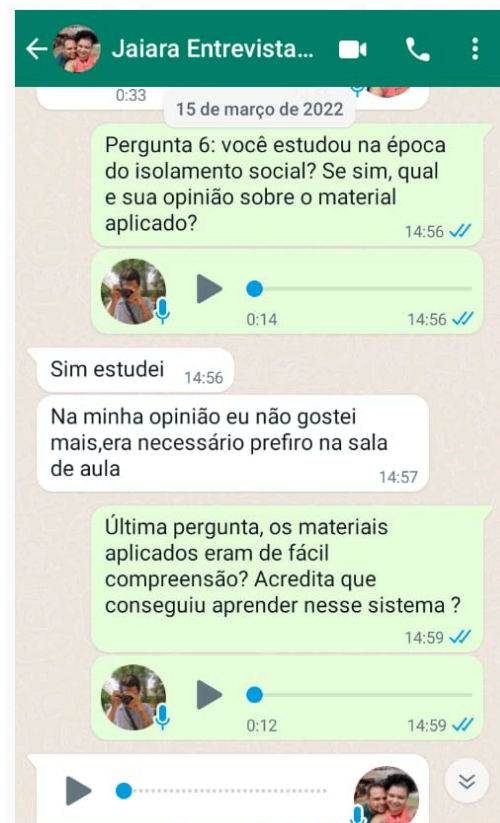 Jaiara Entrevista...
0:33
15 de março de 2022
Pergunta 6: você estudou na época
do isolamento social? Se sim, qual
e sua opinião sobre o material
aplicado?
14:56
0:14
14:56
Sim estudei
14:56
Na minha opinião eu não gostei
mais,era necessário prefiro na sala
de aula
14:57
Última pergunta, os materiais
aplicados eram de fácil
compreensão? Acredita que
conseguiu aprender nesse sistema ?
14:59
0:12
14:59